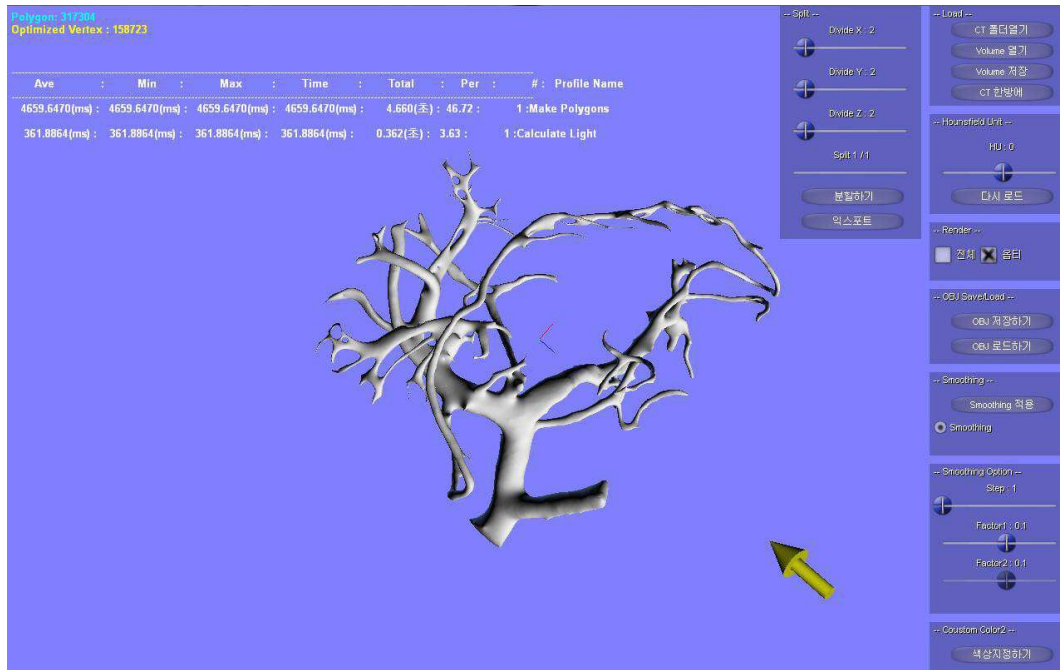 Polygon: 317304
Optimized Vertex : 158723
Ave : Min : Max : Time : Total : Per : # : Profile Name
4659.6470(ms) : 4659.6470(ms) : 4659.6470(ms) : 4659.6470(ms) : 4.660(초) : 46.72 : 1 :Make Polygons
361.8864(ms) : 361.8864(ms) : 361.8864(ms) : 361.8864(ms) : 0.362(초) : 3.63 : 1 :Calculate Light
-- Split --
Divide X : 2
Divide Y : 2
Divide Z : 2
Split 1 / 1
분할하기
익스포트
-- Load --
CT 폴더열기
Volume 열기
Volume 저장
CT 한방에
-- Hounsfield Unit --
HU : 0
다시 로드
-- Render --
전체 옵티
-- OBJ Save/Load --
OBJ 저장하기
OBJ 로드하기
-- Smoothing --
Smoothing 적용
Smoothing
-- Smoothing Option --
Step : 1
Factor1 : 0.1
Factor2 : 0.1
-- Coustom Color2 --
색상지정하기